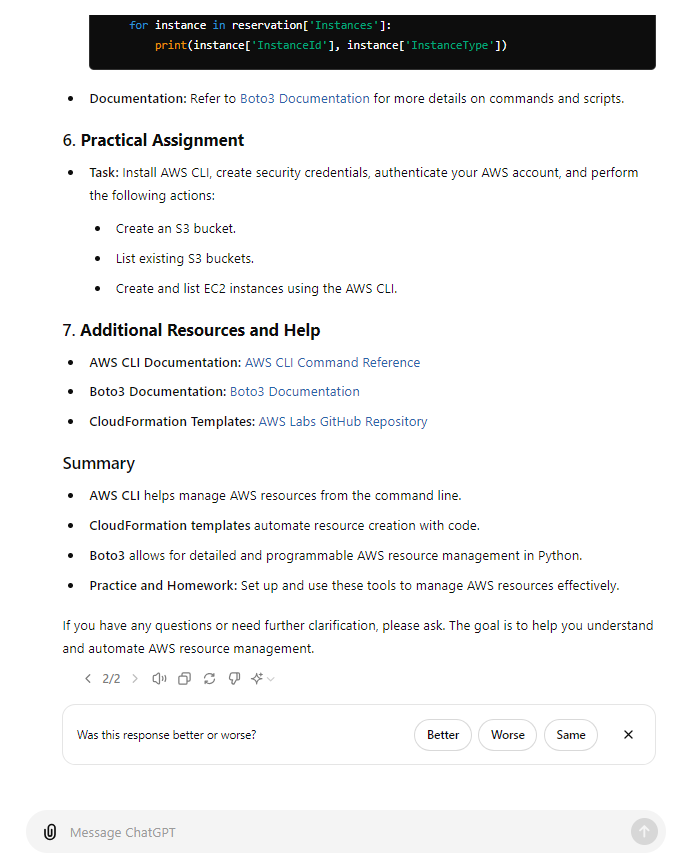 for instance in reservation['Instances']:
print(instance['InstanceId'], instance['InstanceType'])
• Documentation: Refer to Boto3 Documentation for more details on commands and scripts.
6. Practical Assignment
• Task: Install AWS CLI, create security credentials, authenticate your AWS account, and perform
the following actions:
• Create an S3 bucket.
• List existing S3 buckets.
• Create and list EC2 instances using the AWS CLI.
7. Additional Resources and Help
• AWS CLI Documentation: AWS CLI Command Reference
• Boto3 Documentation: Boto3 Documentation
• CloudFormation Templates: AWS Labs GitHub Repository
Summary
• AWS CLI helps manage AWS resources from the command line.
• CloudFormation templates automate resource creation with code.
• Boto3 allows for detailed and programmable AWS resource management in Python.
• Practice and Homework: Set up and use these tools to manage AWS resources effectively.
If you have any questions or need further clarification, please ask. The goal is to help you understand
and automate AWS resource management.
2/2
Was this response better or worse? Better Worse Same
Message ChatGPT